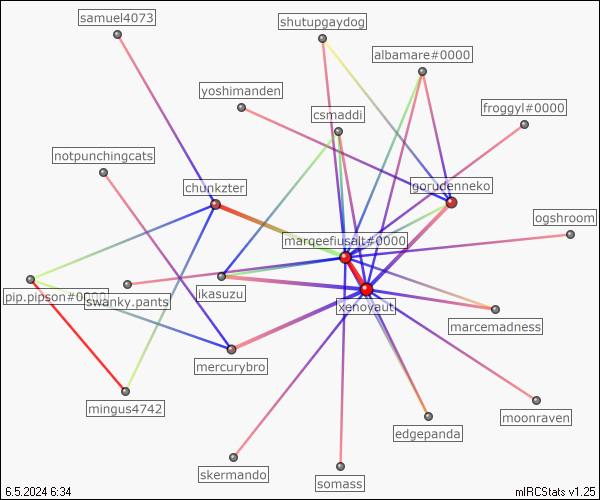 samuel4073
shutupgaydog
albamare#0000
yoshimanden
csmaddi
froggyl#0000
notpunchingcats
chunkzter
gorudenneko
ogshroom
marqeefiusalt#0000
pip.pipson#0000
swanky.pants
ikasuzu
xenoyaut
marcemadness
mercurybro
mingus4742
moonraven
edgepanda
skermando
somass
6.5.2024 6:34
mIRCStats v1.25